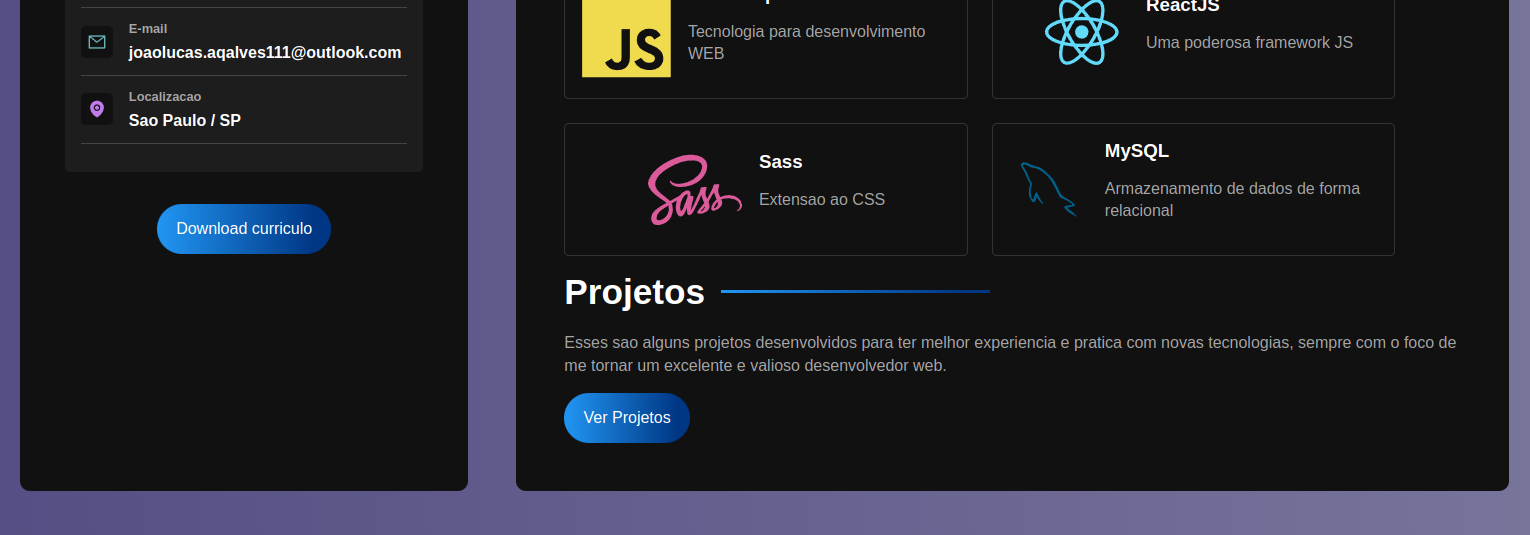 E-mail
joaolucas.aqalves111@outlook.com
Localizacao
Sao Paulo / SP
Download curriculo
JS
Tecnologia para desenvolvimento
WEB
ReactJS
Uma poderosa framework JS
Sass
Sass
Extensao ao CSS
MySQL
Armazenamento de dados de forma
relacional
Projetos
Esses sao alguns projetos desenvolvidos para ter melhor experiencia e pratica com novas tecnologias, sempre com o foco de
me tornar um excelente e valioso desenvolvedor web.
Ver Projetos